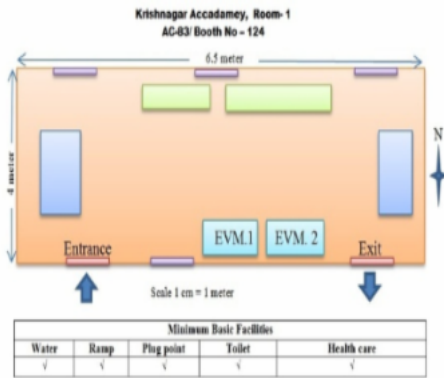 Krishnagar Accadamey, Room- 1
AC-83/ Booth No – 124
6.5 meter
4 meter
N
EVM.1 EVM. 2
Entrance Exit
Scale 1 cm = 1 meter
Minimum Basic Facilities
Water Ramp Plug point Toilet Health care
√ √ √ √ √